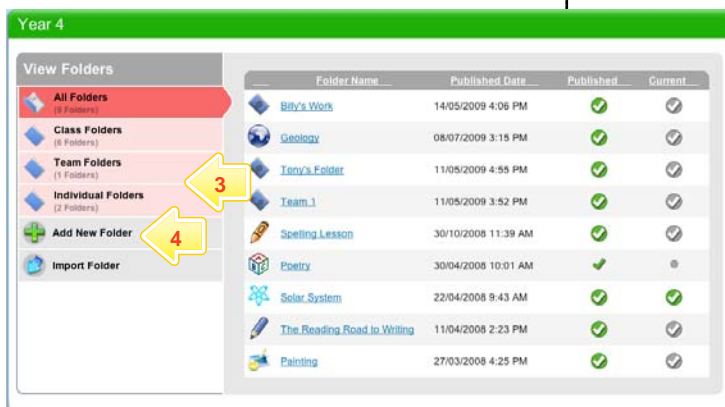 Year 4
View Folders
All Folders
(9 Folders)
Class Folders
(6 Folders)
Team Folders
(1 Folders)
Individual Folders
(2 Folders)
Add New Folder
Import Folder
3
4
Folder Name Published Date Published Current
Billy's Work 14/05/2009 4:06 PM
Geology 08/07/2009 3:15 PM
Tony's Folder 11/05/2009 4:55 PM
Team 1 11/05/2009 3:52 PM
Spelling Lesson 30/10/2008 11:39 AM
Poetry 30/04/2008 10:01 AM
Solar System 22/04/2008 9:43 AM
The Reading Road to Writing 11/04/2008 2:23 PM
Painting 27/03/2008 4:25 PM